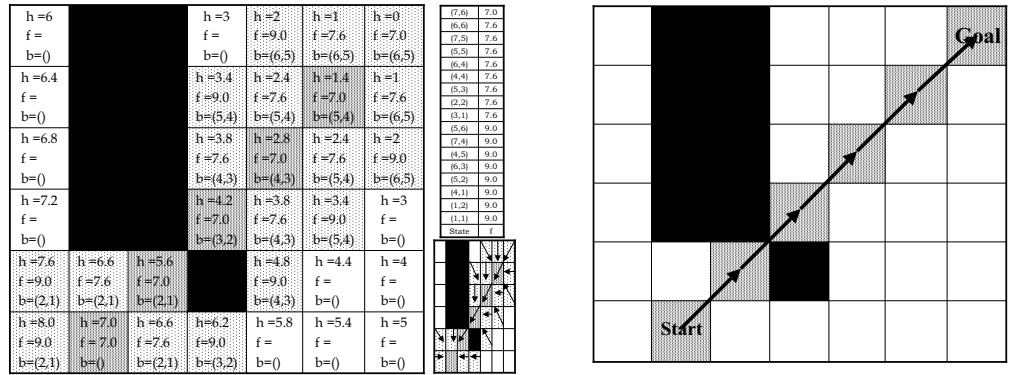 h =6 h =3 h =2 h =1 h =0
f = f = f =9.0 f =7.6 f =7.0
b=() b=() b=(6,5) b=(6,5) b=(6,5)
h =6.4 h =3.4 h =2.4 h =1.4 h =1
f = f =9.0 f =7.6 f =7.0 f =7.6
b=() b=(5,4) b=(5,4) b=(5,4) b=(6,5)
h =6.8 h =3.8 h =2.8 h =2.4 h =2
f = f =7.6 f =7.0 f =7.6 f =9.0
b=() b=(4,3) b=(4,3) b=(5,4) b=(6,5)
h =7.2 h =4.2 h =3.8 h =3.4 h =3
f = f =7.0 f =7.6 f =9.0 f =
b=() b=(3,2) b=(4,3) b=(5,4) b=()
h =7.6 h =6.6 h =5.6 h =4.8 h =4.4 h =4
f =9.0 f =7.6 f =7.0 f =9.0 f = f =
b=(2,1) b=(2,1) b=(2,1) b=(4,3) b=() b=()
h =8.0 h =7.0 h =6.6 h =6.2 h =5.8 h =5.4 h =5
f =9.0 f = 7.0 f =7.6 f =9.0 f = f = f =
b=(2,1) b=() b=(2,1) b=(3,2) b=() b=() b=()
(7,6) 7.0
(6,6) 7.6
(7,5) 7.6
(5,5) 7.6
(6,4) 7.6
(4,4) 7.6
(5,3) 7.6
(2,2) 7.6
(3,1) 7.6
(5,6) 9.0
(7,4) 9.0
(4,5) 9.0
(6,3) 9.0
(5,2) 9.0
(4,1) 9.0
(1,2) 9.0
(1,1) 9.0
State f
Goal
Start